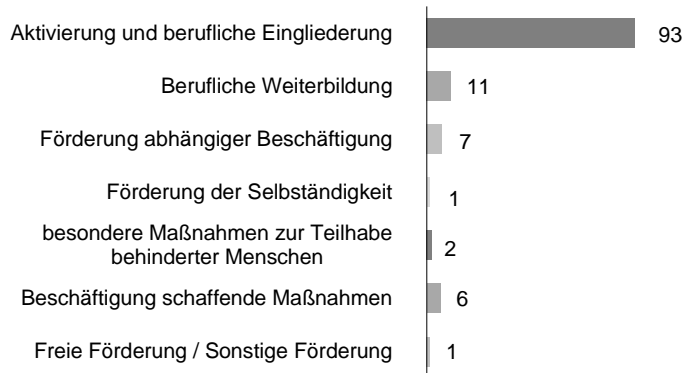 Aktivierung und berufliche Eingliederung 93
Berufliche Weiterbildung 11
Förderung abhängiger Beschäftigung 7
Förderung der Selbständigkeit 1
besondere Maßnahmen zur Teilhabe
behinderter Menschen 2
Beschäftigung schaffende Maßnahmen 6
Freie Förderung / Sonstige Förderung 1